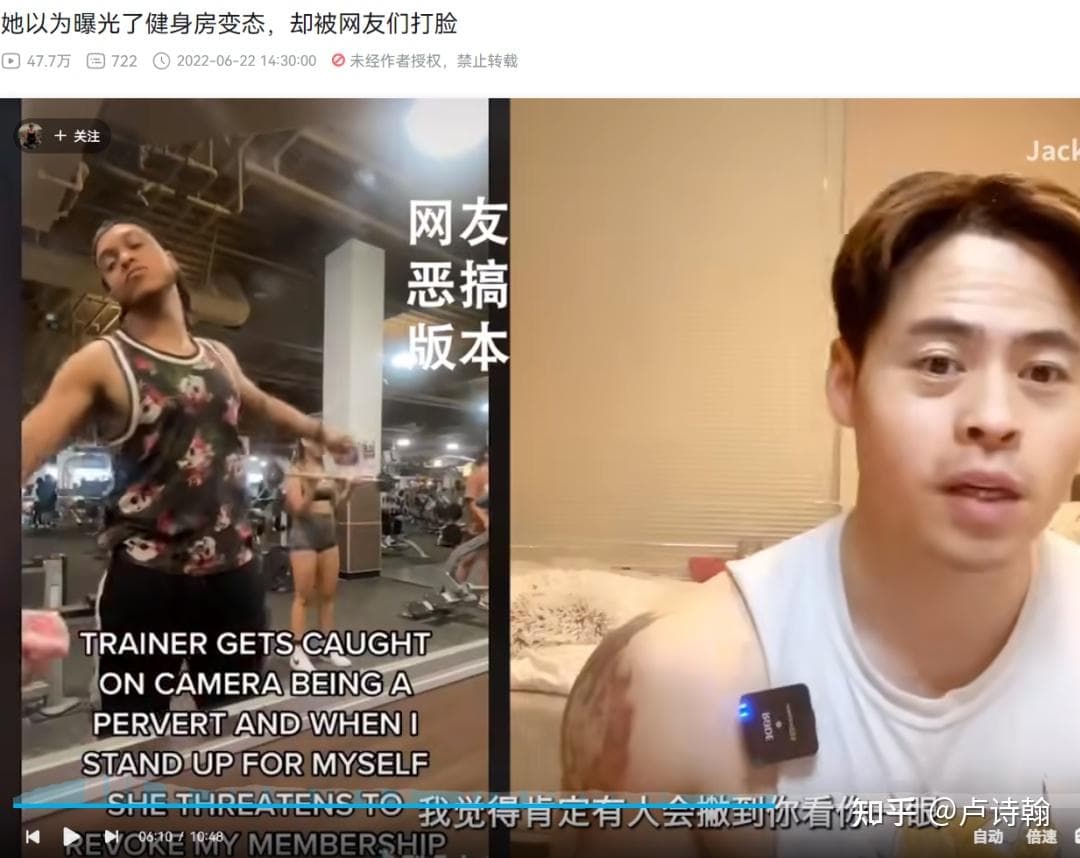 她以为曝光了健身房变态，却被网友们打脸
47.7万 722 2022-06-22 14:30:00 未经作者授权，禁止转载
+ 关注
Jack
网友
恶搞
版本
TRAINER GETS CAUGHT
ON CAMERA BEING A
PERVERT AND WHEN I
STAND UP FOR MYSELF
SHE THREATENS TO
REVOKE MY MEMBERSHIP
RODE
我觉得肯定有人会搬到你看你 眼
知乎 @卢诗翰
06:10 / 10:48
自动 倍速